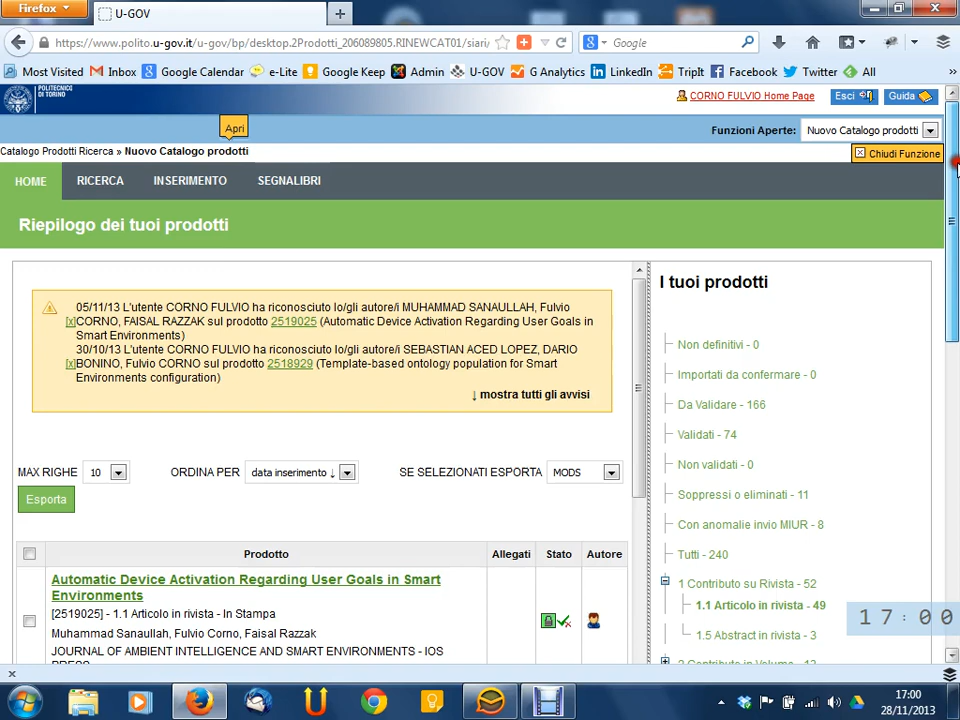 Firefox
U-GOV
https://www.polito.u-gov.it/u-gov/bp/desktop.2Prodotti_206089805.RINEWCAT01/siari/
Google
Most Visited Inbox Google Calendar e-Lite Google Keep Admin U-GOV G Analytics LinkedIn TripIt Facebook Twitter All
POLITECNICO
DI TORINO
CORNO FULVIO Home Page Esci Guida
Apri
Funzioni Aperte: Nuovo Catalogo prodotti
Catalogo Prodotti Ricerca » Nuovo Catalogo prodotti
Chiudi Funzione
HOME RICERCA INSERIMENTO SEGNALIBRI
Riepilogo dei tuoi prodotti
05/11/13 L'utente CORNO FULVIO ha riconosciuto lo/gli autore/i MUHAMMAD SANAULLAH, Fulvio
[x]CORNO, FAISAL RAZZAK sul prodotto 2519025 (Automatic Device Activation Regarding User Goals in
Smart Environments)
30/10/13 L'utente CORNO FULVIO ha riconosciuto lo/gli autore/i SEBASTIAN ACED LOPEZ, DARIO
[x]BONINO, Fulvio CORNO sul prodotto 2518929 (Template-based ontology population for Smart
Environments configuration)
↓ mostra tutti gli avvisi
MAX RIGHE 10 ORDINA PER data inserimento ↓ SE SELEZIONATI ESPORTA MODS
Esporta
Prodotto Allegati Stato Autore
Automatic Device Activation Regarding User Goals in Smart
Environments
[2519025] - 1.1 Articolo in rivista - In Stampa
Muhammad Sanaullah, Fulvio Corno, Faisal Razzak
JOURNAL OF AMBIENT INTELLIGENCE AND SMART ENVIRONMENTS - IOS
PRESS
I tuoi prodotti
Non definitivi - 0
Importati da confermare - 0
Da Validare - 166
Validati - 74
Non validati - 0
Soppressi o eliminati - 11
Con anomalie invio MIUR - 8
Tutti - 240
1 Contributo su Rivista - 52
1.1 Articolo in rivista - 49
1.5 Abstract in rivista - 3
17:00
17:00
28/11/2013